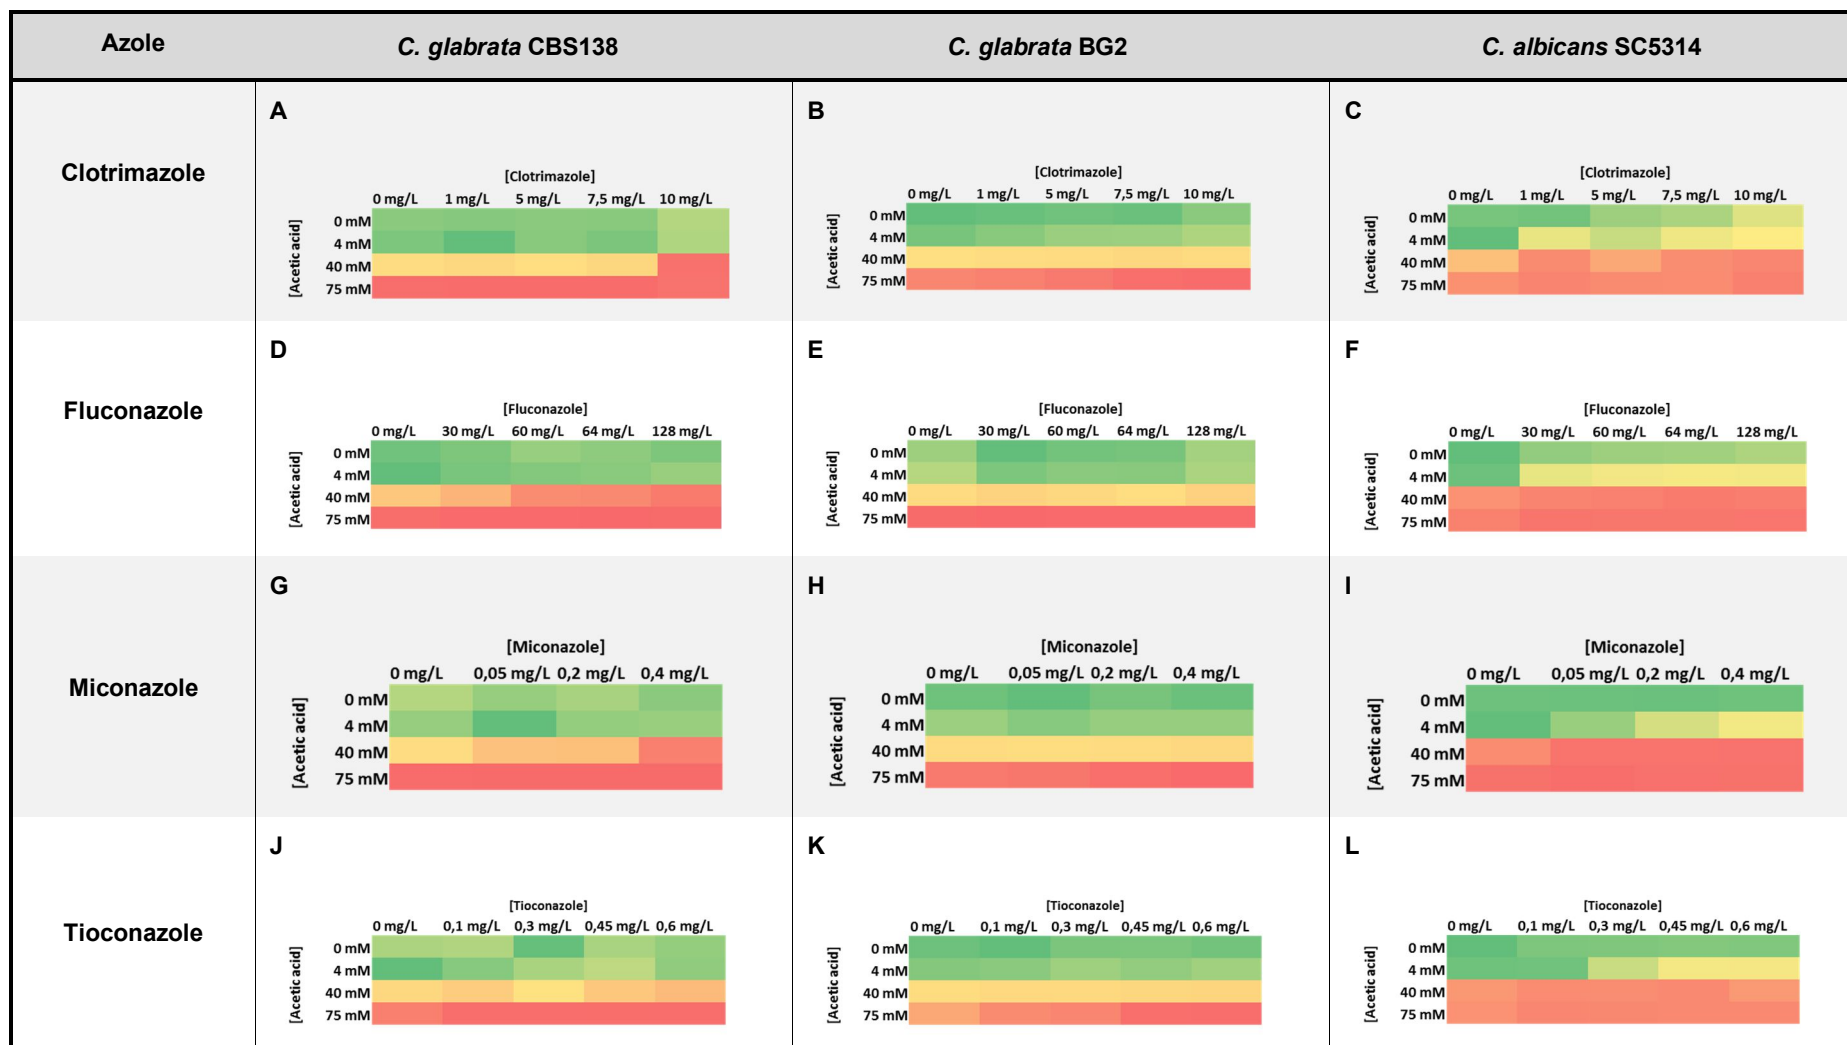 Azole C. glabrata CBS138 C. glabrata BG2 C. albicans SC5314
Clotrimazole
A
[Clotrimazole]
0 mg/L 1 mg/L 5 mg/L 7,5 mg/L 10 mg/L
[Acetic acid]
0 mM
4 mM
40 mM
75 mM
B
[Clotrimazole]
0 mg/L 1 mg/L 5 mg/L 7,5 mg/L 10 mg/L
[Acetic acid]
0 mM
4 mM
40 mM
75 mM
C
[Clotrimazole]
0 mg/L 1 mg/L 5 mg/L 7,5 mg/L 10 mg/L
[Acetic acid]
0 mM
4 mM
40 mM
75 mM
Fluconazole
D
[Fluconazole]
0 mg/L 30 mg/L 60 mg/L 64 mg/L 128 mg/L
[Acetic acid]
0 mM
4 mM
40 mM
75 mM
E
[Fluconazole]
0 mg/L 30 mg/L 60 mg/L 64 mg/L 128 mg/L
[Acetic acid]
0 mM
4 mM
40 mM
75 mM
F
[Fluconazole]
0 mg/L 30 mg/L 60 mg/L 64 mg/L 128 mg/L
[Acetic acid]
0 mM
4 mM
40 mM
75 mM
Miconazole
G
[Miconazole]
0 mg/L 0,05 mg/L 0,2 mg/L 0,4 mg/L
[Acetic acid]
0 mM
4 mM
40 mM
75 mM
H
[Miconazole]
0 mg/L 0,05 mg/L 0,2 mg/L 0,4 mg/L
[Acetic acid]
0 mM
4 mM
40 mM
75 mM
I
[Miconazole]
0 mg/L 0,05 mg/L 0,2 mg/L 0,4 mg/L
[Acetic acid]
0 mM
4 mM
40 mM
75 mM
Tioconazole
J
[Tioconazole]
0 mg/L 0,1 mg/L 0,3 mg/L 0,45 mg/L 0,6 mg/L
[Acetic acid]
0 mM
4 mM
40 mM
75 mM
K
[Tioconazole]
0 mg/L 0,1 mg/L 0,3 mg/L 0,45 mg/L 0,6 mg/L
[Acetic acid]
0 mM
4 mM
40 mM
75 mM
L
[Tioconazole]
0 mg/L 0,1 mg/L 0,3 mg/L 0,45 mg/L 0,6 mg/L
[Acetic acid]
0 mM
4 mM
40 mM
75 mM